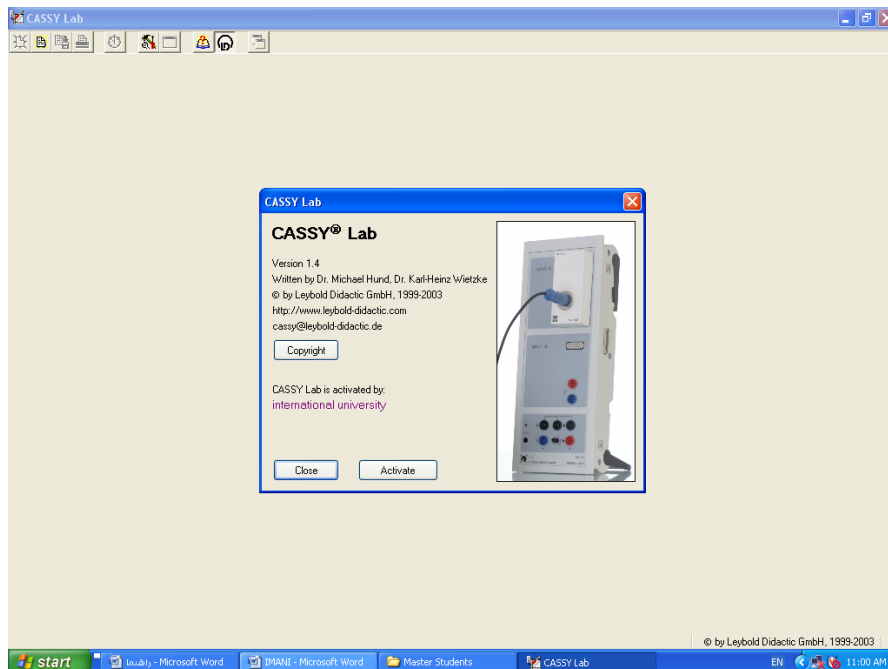 CASSY Lab
CASSY Lab
CASSY® Lab
Version 1.4
Written by Dr. Michael Hund, Dr. Karl-Heinz Wietzke
© by Leybold Didactic GmbH, 1999-2003
http://www.leybold-didactic.com
cassy@leybold-didactic.de
Copyright
CASSY Lab is activated by:
international university
Close
Activate
© by Leybold Didactic GmbH, 1999-2003
start
راهنما - Microsoft Word
IMANI - Microsoft Word
Master Students
CASSY Lab
EN
11:00 AM